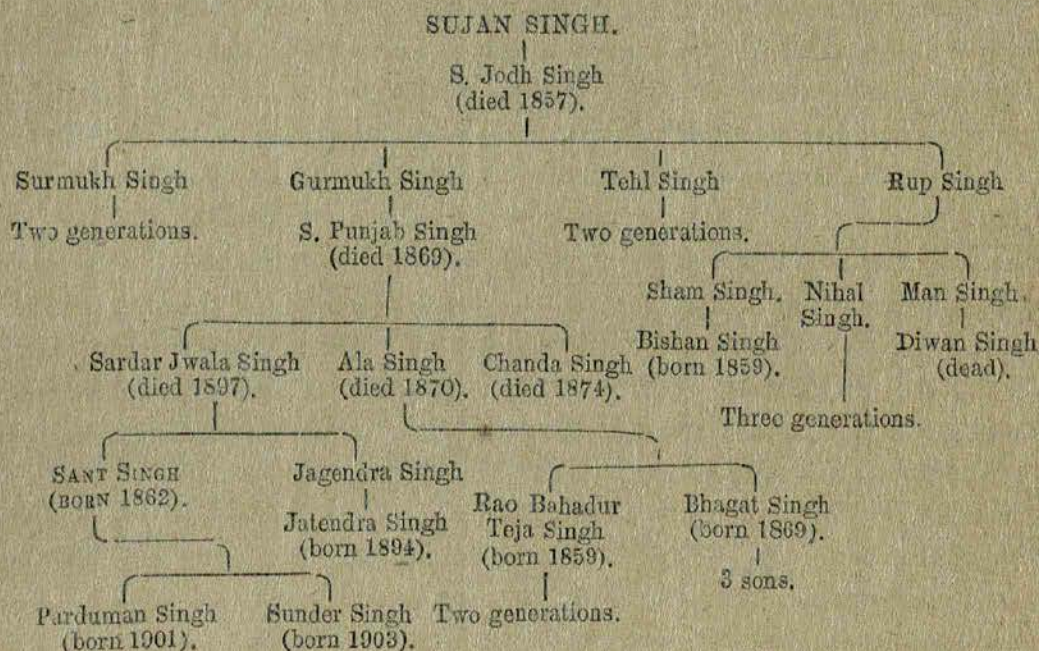 SUJAN SINGH.
S. Jodh Singh
(died 1857).
Surmukh Singh Gurmukh Singh Tehl Singh Rup Singh
Two generations. S. Punjab Singh Two generations.
(died 1869).
Sham Singh. Nihal Man Singh.
Singh.
Bishan Singh Diwan Singh
(born 1859). (dead).
Sardar Jwala Singh Ala Singh Chanda Singh
(died 1897). (died 1870). (died 1874).
Three generations.
SANT SINGH Jagendra Singh
(BORN 1862).
Rao Bahadur Bhagat Singh
Jatendra Singh Teja Singh (born 1869).
(born 1894). (born 1859).
3 sons.
Parduman Singh Sunder Singh Two generations.
(born 1901). (born 1903).